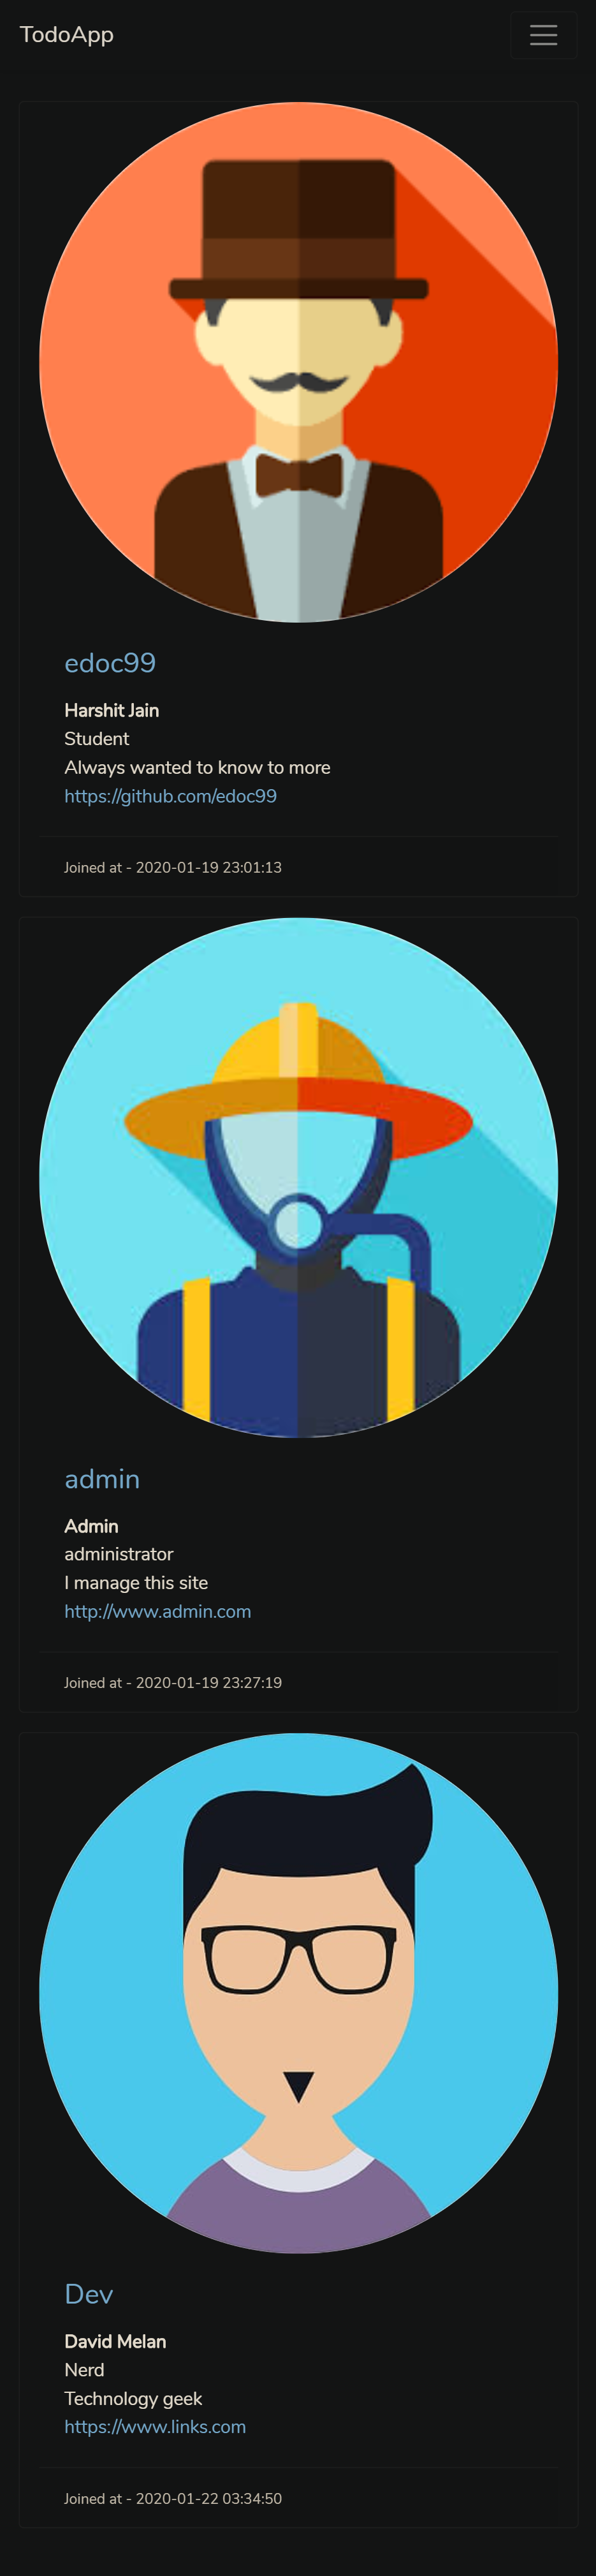 TodoApp
edoc99
Harshit Jain
Student
Always wanted to know to more
https://github.com/edoc99
Joined at - 2020-01-19 23:01:13
admin
Admin
administrator
I manage this site
http://www.admin.com
Joined at - 2020-01-19 23:27:19
Dev
David Melan
Nerd
Technology geek
https://www.links.com
Joined at - 2020-01-22 03:34:50